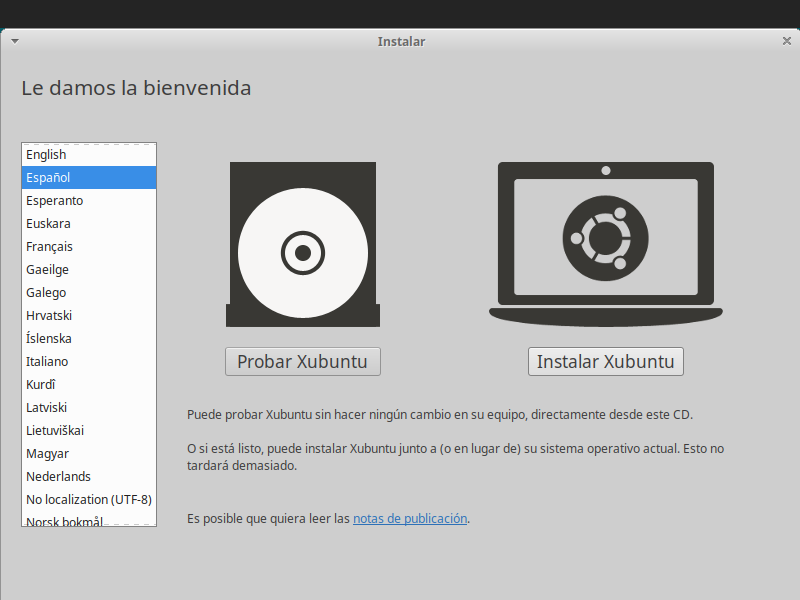 Instalar
Le damos la bienvenida
English
Español
Esperanto
Euskara
Français
Gaeilge
Galego
Hrvatski
Íslenska
Italiano
Kurdî
Latviski
Lietuviškai
Magyar
Nederlands
No localization (UTF-8)
Norsk bokmål
Probar Xubuntu
Instalar Xubuntu
Puede probar Xubuntu sin hacer ningún cambio en su equipo, directamente desde este CD.
O si está listo, puede instalar Xubuntu junto a (o en lugar de) su sistema operativo actual. Esto no
tardará demasiado.
Es posible que quiera leer las notas de publicación.